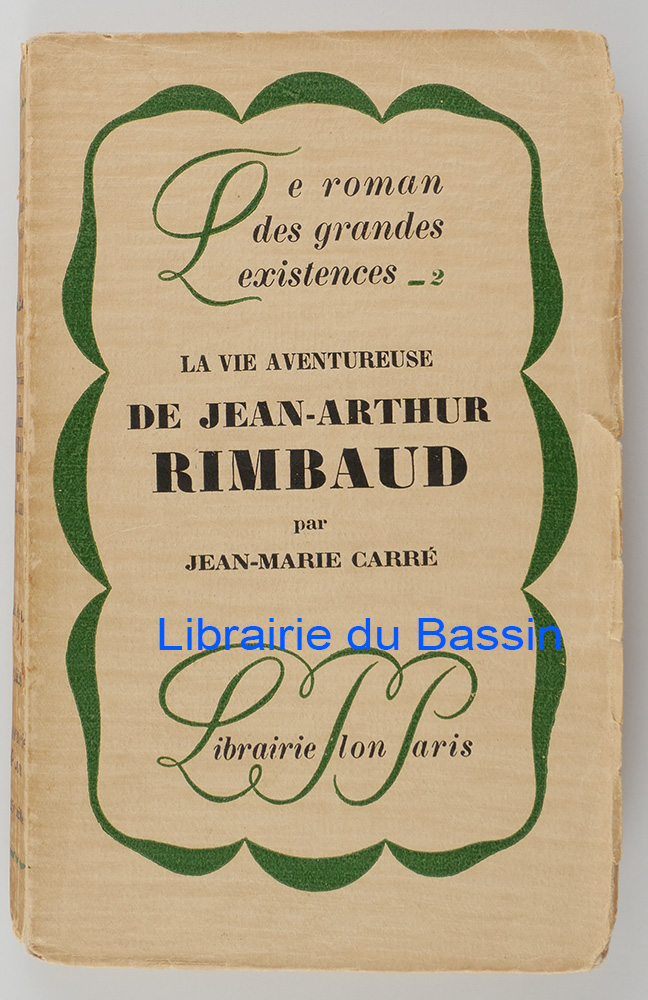 Le roman
des grandes
existences _ 2
LA VIE AVENTUREUSE
DE JEAN-ARTHUR
RIMBAUD
par
JEAN-MARIE CARRÉ
Librairie du Bassin
Librairie Plon Paris